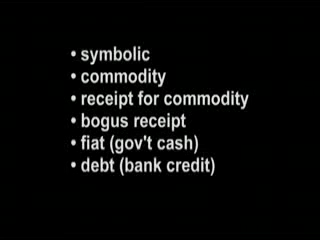 • symbolic
• commodity
• receipt for commodity
• bogus receipt
• fiat (gov't cash)
• debt (bank credit)